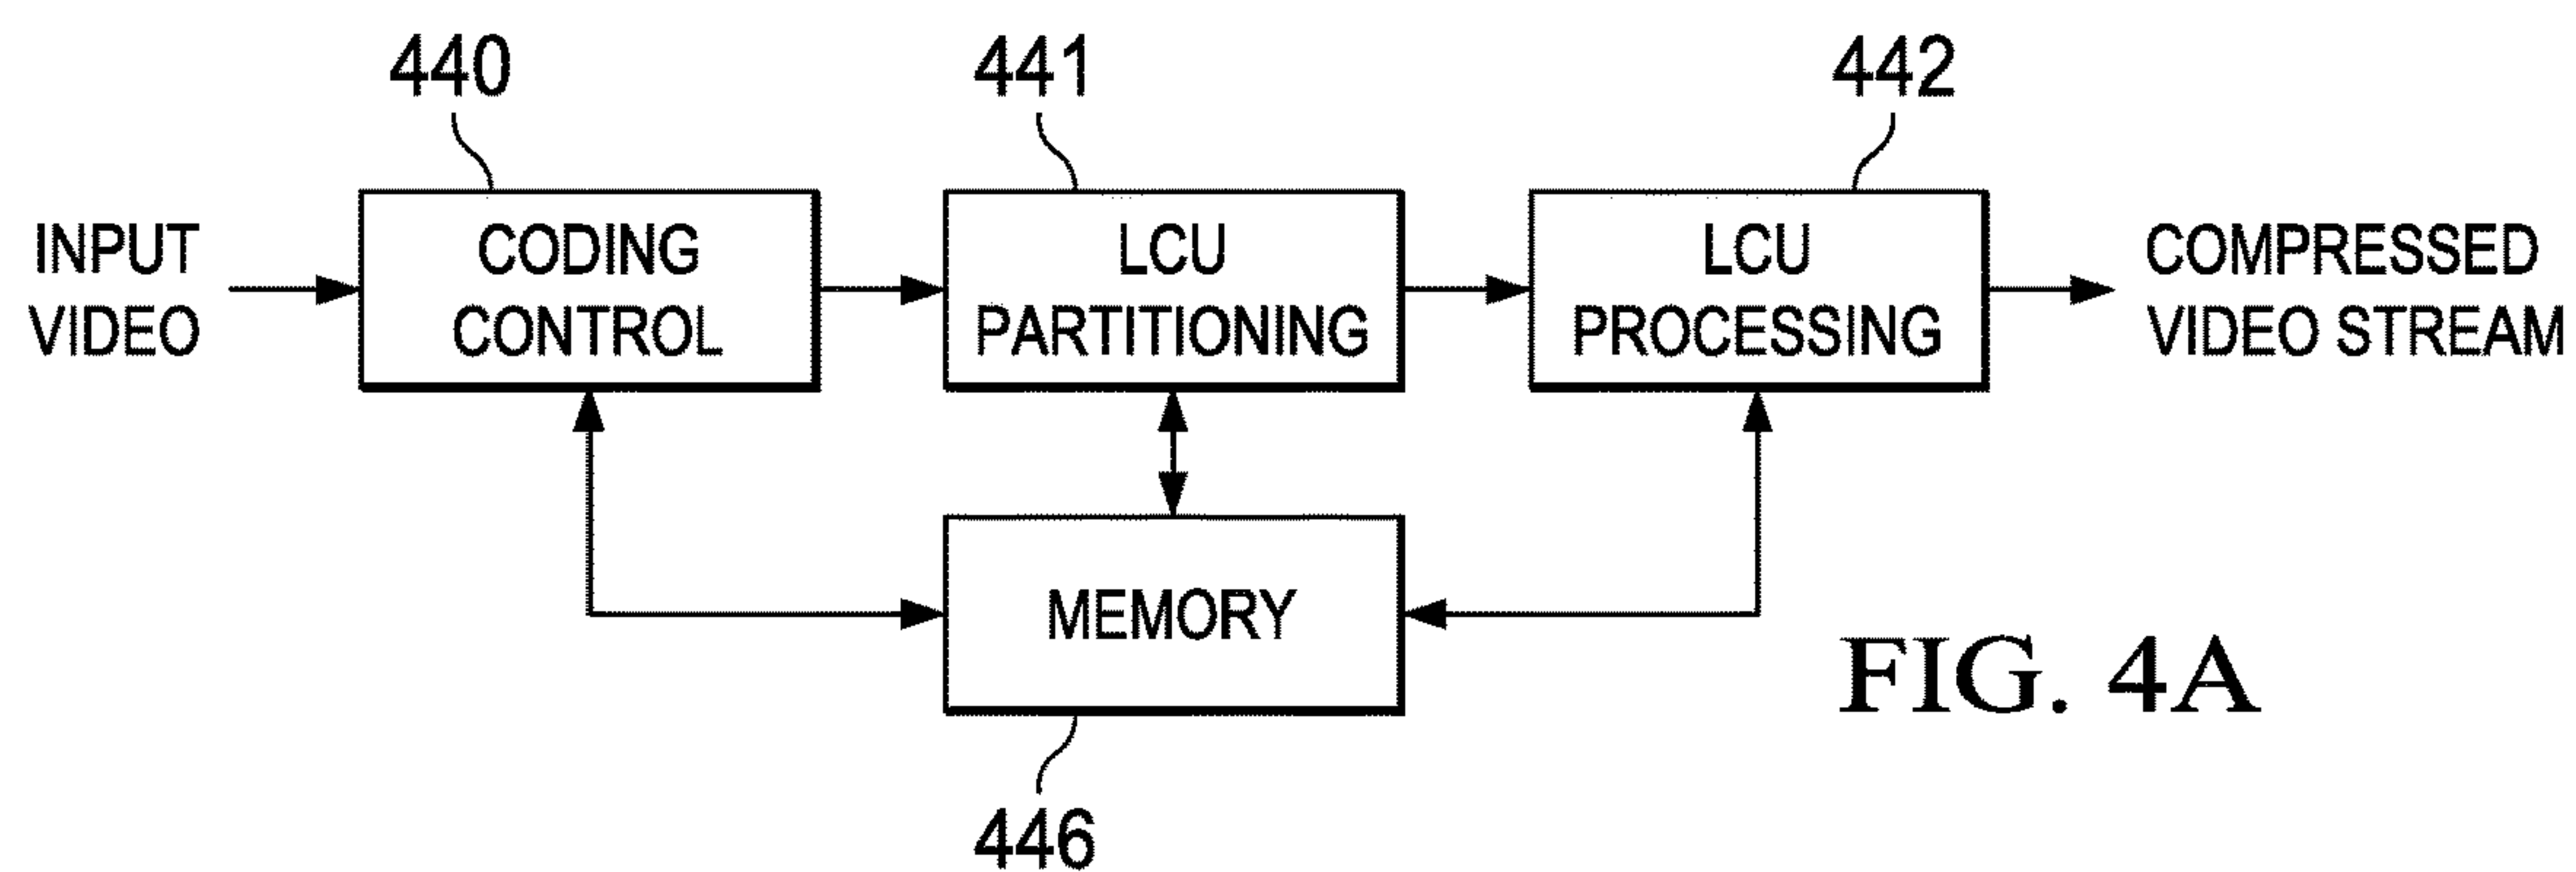 440
441
442
INPUT
VIDEO
CODING
CONTROL
LCU
PARTITIONING
LCU
PROCESSING
COMPRESSED
VIDEO STREAM
MEMORY
446
FIG. 4A